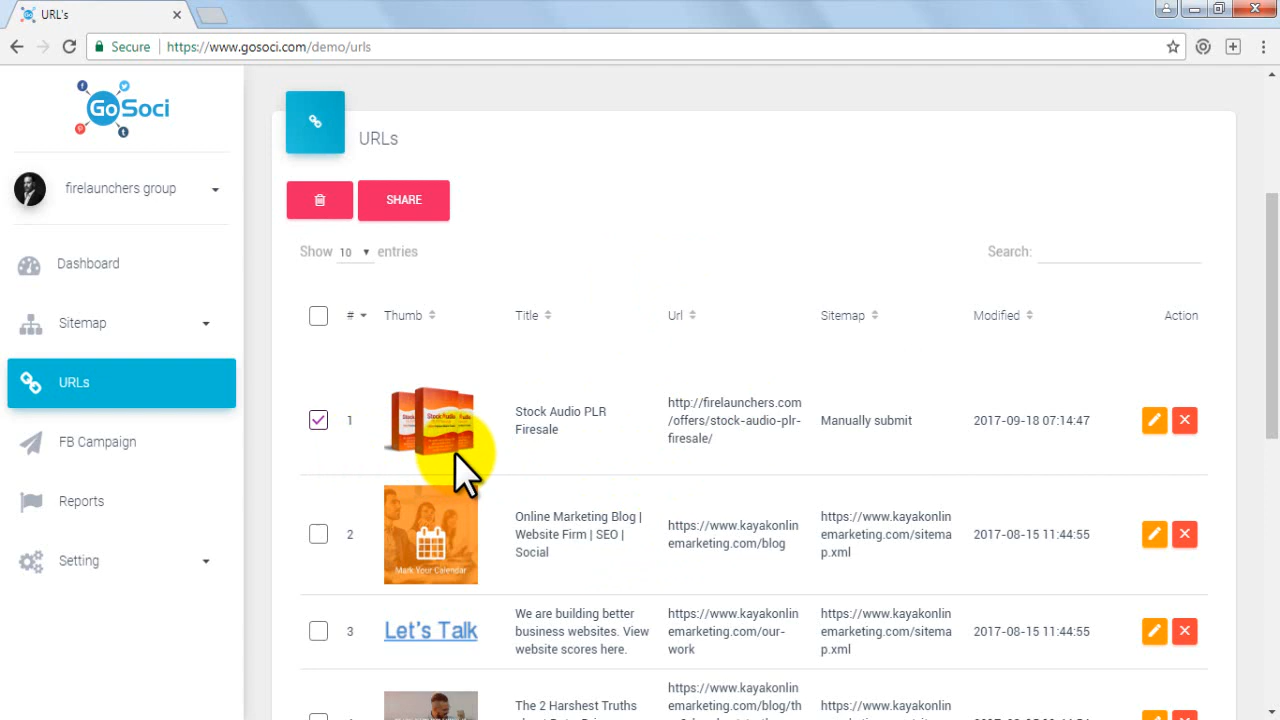 URL's
Secure
https://www.gosoci.com/demo/urls
GoSoci
firelaunchers group
Dashboard
Sitemap
URLs
FB Campaign
Reports
Setting
URLs
SHARE
Show 10 entries
Search:
# Thumb Title Url Sitemap Modified Action
1
Stock Audio PLR
Firesale
http://firelaunchers.com
/offers/stock-audio-plr-
firesale/
Manually submit
2017-09-18 07:14:47
2
Mark Your Calendar
Online Marketing Blog |
Website Firm | SEO |
Social
https://www.kayakonlin
emarketing.com/blog
https://www.kayakonlin
emarketing.com/sitema
p.xml
2017-08-15 11:44:55
3
Let's Talk
We are building better
business websites. View
website scores here.
https://www.kayakonlin
emarketing.com/our-
work
https://www.kayakonlin
emarketing.com/sitema
p.xml
2017-08-15 11:44:55
The 2 Harshest Truths
https://www.kayakonlin
emarketing.com/blog/th
https://www.kayakonlin
emarketing.com/sitema